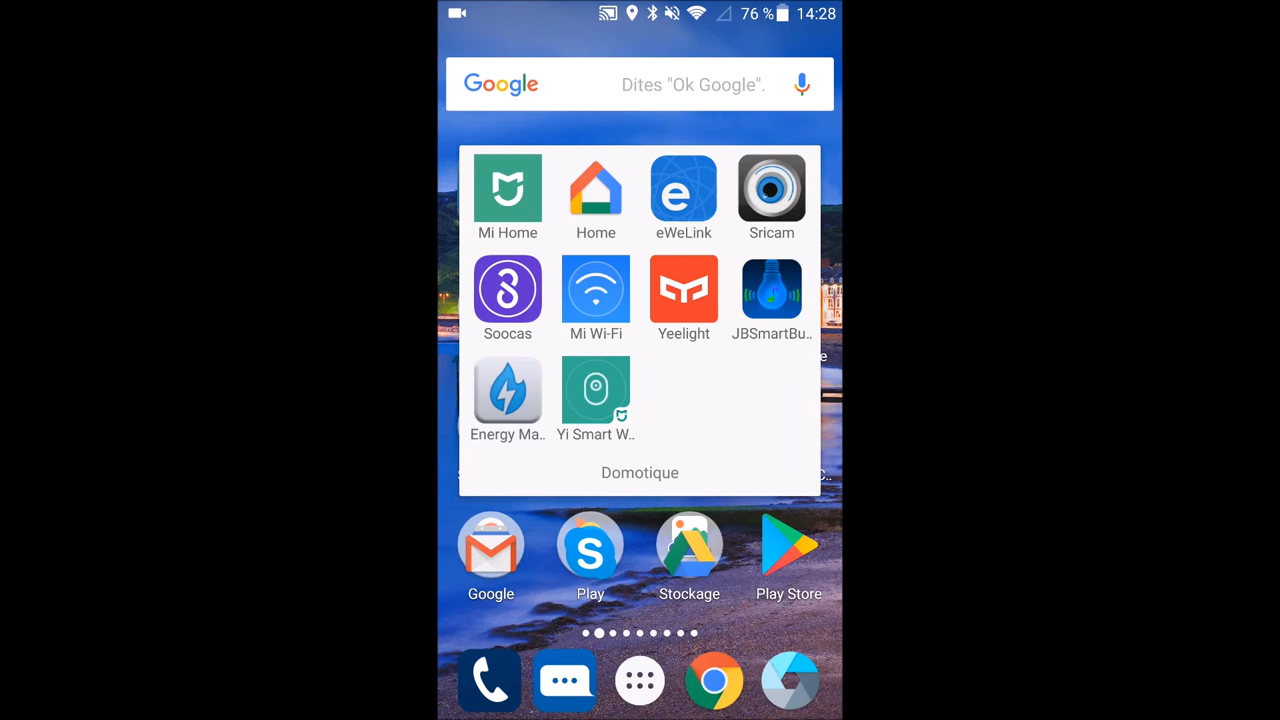 76 % 14:28
Google Dites "Ok Google".
Mi Home Home eWeLink Sricam
Soocas Mi Wi-Fi Yeelight JBSmartBu..
Energy Ma.. Yi Smart W..
Domotique
Google Play Stockage Play Store